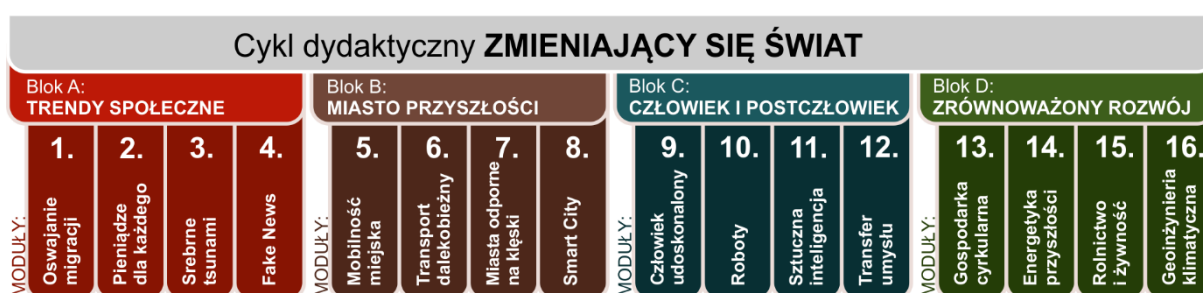 Cykl dydaktyczny ZMIENIAJĄCY SIĘ ŚWIAT
Blok A:
TRENDY SPOŁECZNE
MODUŁY:
1.
Oswajanie
migracji
2.
Pieniądze
dla każdego
3.
Srebrne
tsunami
4.
Fake News
Blok B:
MIASTO PRZYSZŁOŚCI
MODUŁY:
5.
Mobilność
miejska
6.
Transport
dalekobieżny
7.
Miasta odporne
na klęski
8.
Smart City
Blok C:
CZŁOWIEK I POSTCZŁOWIEK
MODUŁY:
9.
Człowiek
udoskonalony
10.
Roboty
11.
Sztuczna
inteligencja
12.
Transfer
umysłu
Blok D:
ZRÓWNOWAŻONY ROZWÓJ
MODUŁY:
13.
Gospodarka
cyrkularna
14.
Energetyka
przyszłości
15.
Rolnictwo
i żywność
16.
Geoinżynieria
klimatyczna